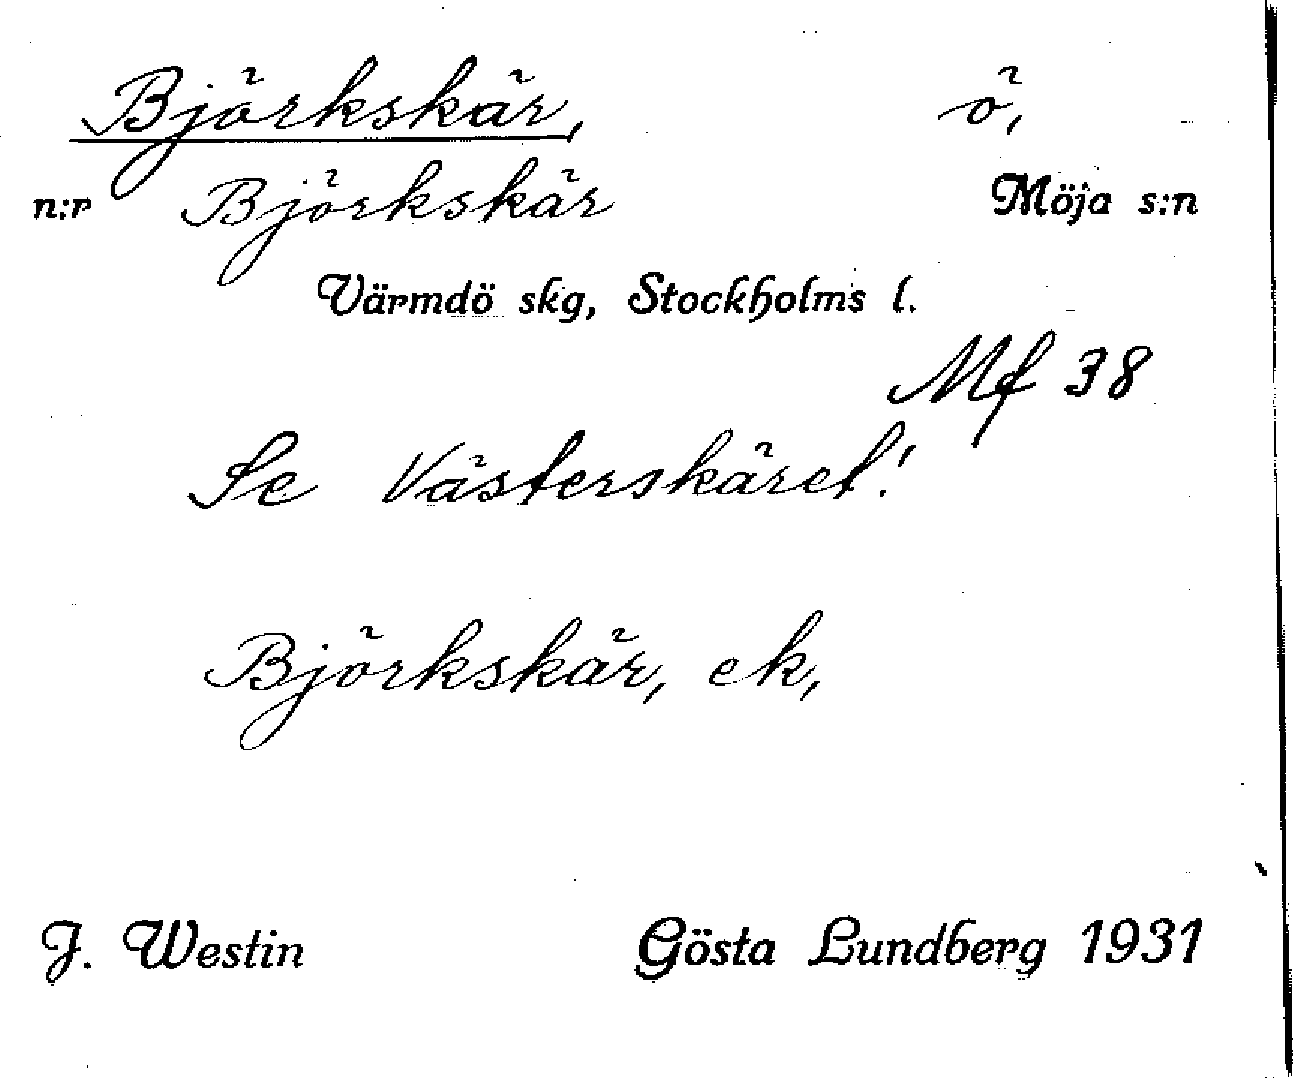 Björkskär, ö,
n:r Björkskär Möja s:n
Värmdö skg, Stockholms l.
Mf 38
Se Västerskäret!
Björkskär, ek,
J. Westin Gösta Lundberg 1931